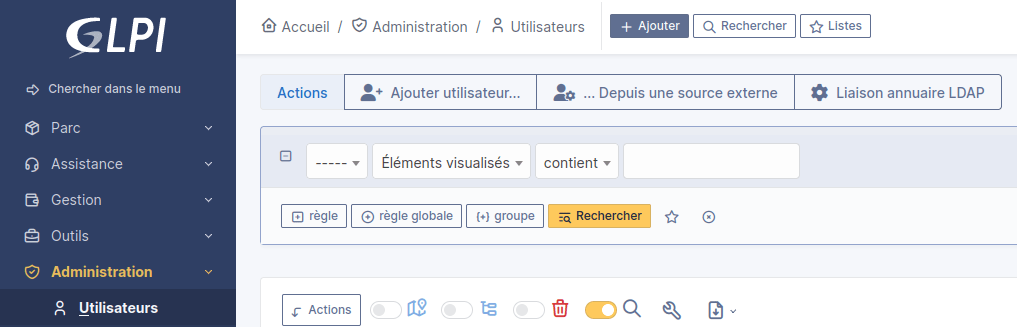 GLPI
Chercher dans le menu
Parc
Assistance
Gestion
Outils
Administration
Utilisateurs
Accueil / Administration / Utilisateurs
Ajouter Rechercher Listes
Actions Ajouter utilisateur... ... Depuis une source externe Liaison annuaire LDAP
----- Éléments visualisés contient
règle règle globale {+} groupe Rechercher
Actions